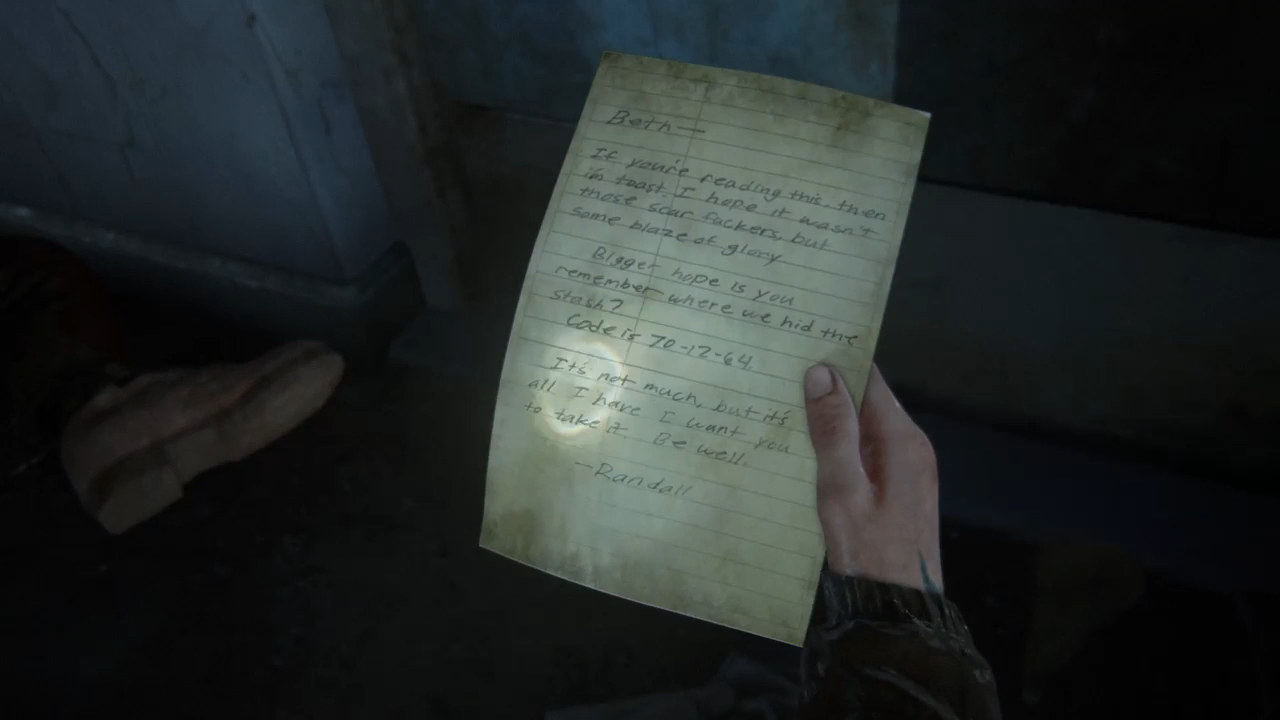 Beth—
If you're reading this, then
i'm toast. I hope it wasn't
those scar fuckers, but
some blaze of glory
Bigger hope is you
remember where we hid the
stash?
Code is 70-12-64.
It's not much, but it's
all I have I want you
to take it. Be well.
—Randall